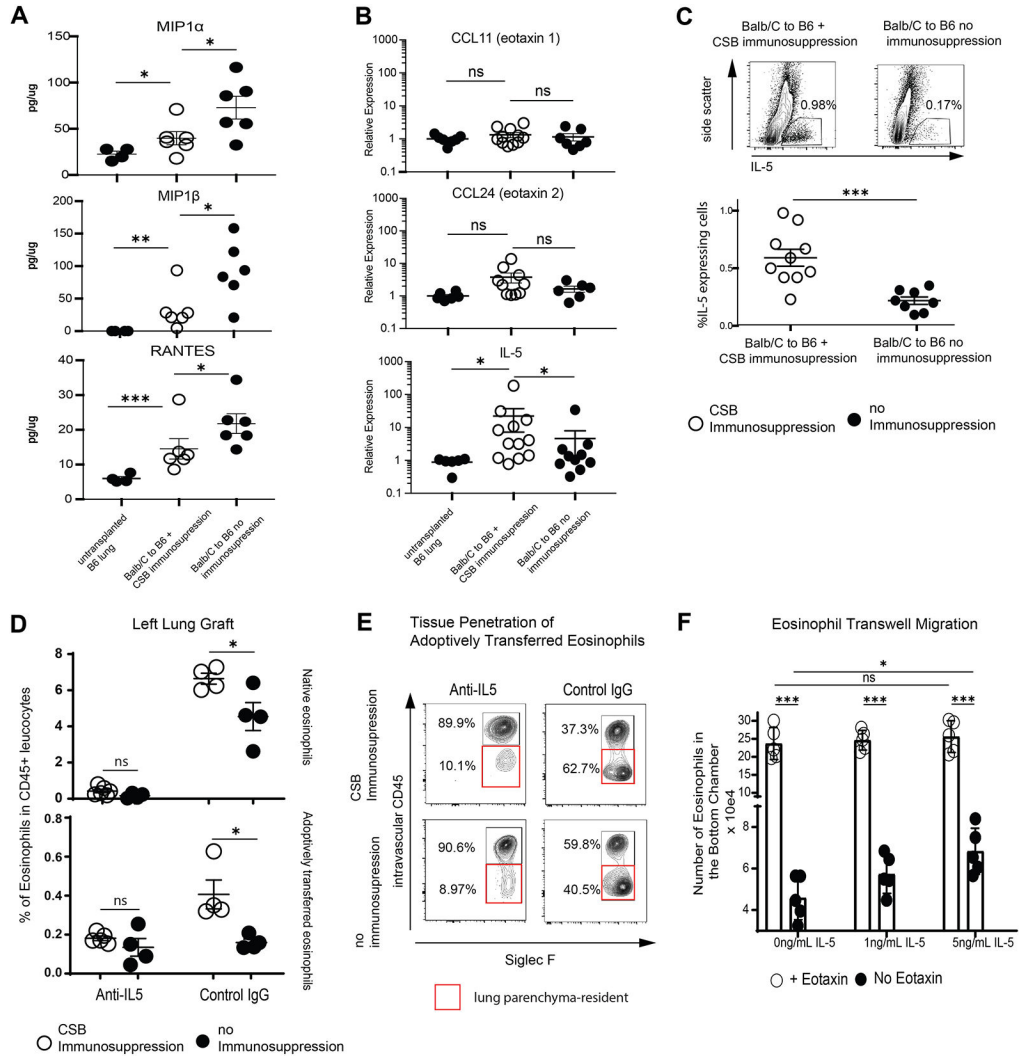 A
MIP1α
*
*
150
100
50
0
pg/ug
MIP1β
**
*
200
150
100
50
0
pg/ug
RANTES
***
*
40
30
20
10
0
pg/ug
untransplanted
B6 lung
Balb/C to B6 +
CSB immunosupression
Balb/C to B6 no
immunosupression
B
CCL11 (eotaxin 1)
ns
ns
1000
100
10
1
0.1
Relative Expression
CCL24 (eotaxin 2)
ns
ns
1000
100
10
1
0.1
Relative Expression
IL-5
*
*
1000
100
10
1
0.1
Relative Expression
untransplanted
B6 lung
Balb/C to B6 +
CSB immunosupression
Balb/C to B6 no
immunosupression
C
Balb/C to B6 +
CSB immunosupression
Balb/C to B6 no
immunosupression
side scatter
0.98%
0.17%
IL-5
***
1.0
0.5
0.0
%IL-5 expressing cells
Balb/C to B6 +
CSB immunosupression
Balb/C to B6 no
immunosupression
CSB
Immunosuppression
no
Immunosuppression
D
Left Lung Graft
*
ns
8
6
4
2
0
Native eosinophils
*
ns
0.8
0.6
0.4
0.2
0.0
Adoptively transferred eosinophils
% of Eosinophils in CD45+ leucocytes
Anti-IL5
Control IgG
CSB
Immunosuppression
no
Immunosuppression
E
Tissue Penetration of
Adoptively Transferred Eosinophils
Anti-IL5
Control IgG
CSB
Immunosupression
89.9%
10.1%
37.3%
62.7%
no
immunosupression
90.6%
8.97%
59.8%
40.5%
intravascular CD45
Siglec F
lung parenchyma-resident
F
Eosinophil Transwell Migration
*
ns
***
***
***
30
25
20
15
10
8
6
4
Number of Eosinophils in
the Bottom Chamber
x 10e4
0ng/mL IL-5
1ng/mL IL-5
5ng/mL IL-5
+ Eotaxin
No Eotaxin